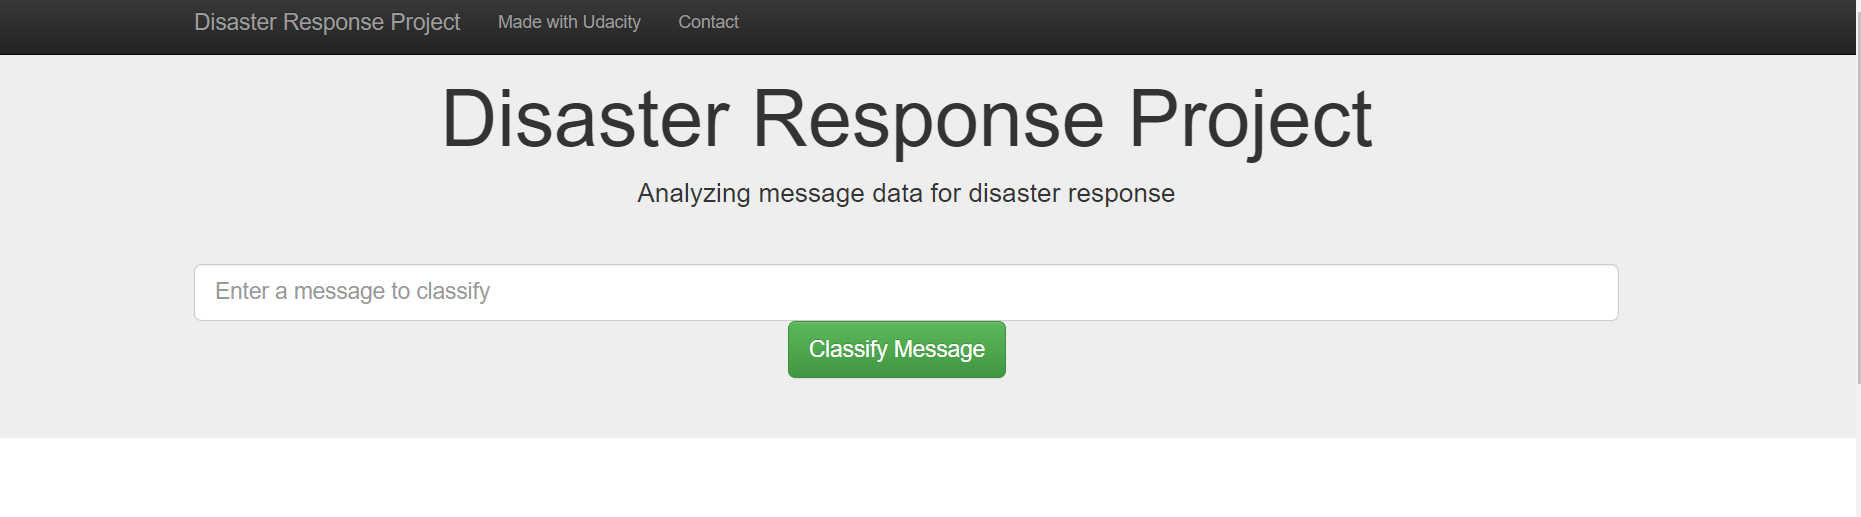 Disaster Response Project Made with Udacity Contact
Disaster Response Project
Analyzing message data for disaster response
Enter a message to classify
Classify Message